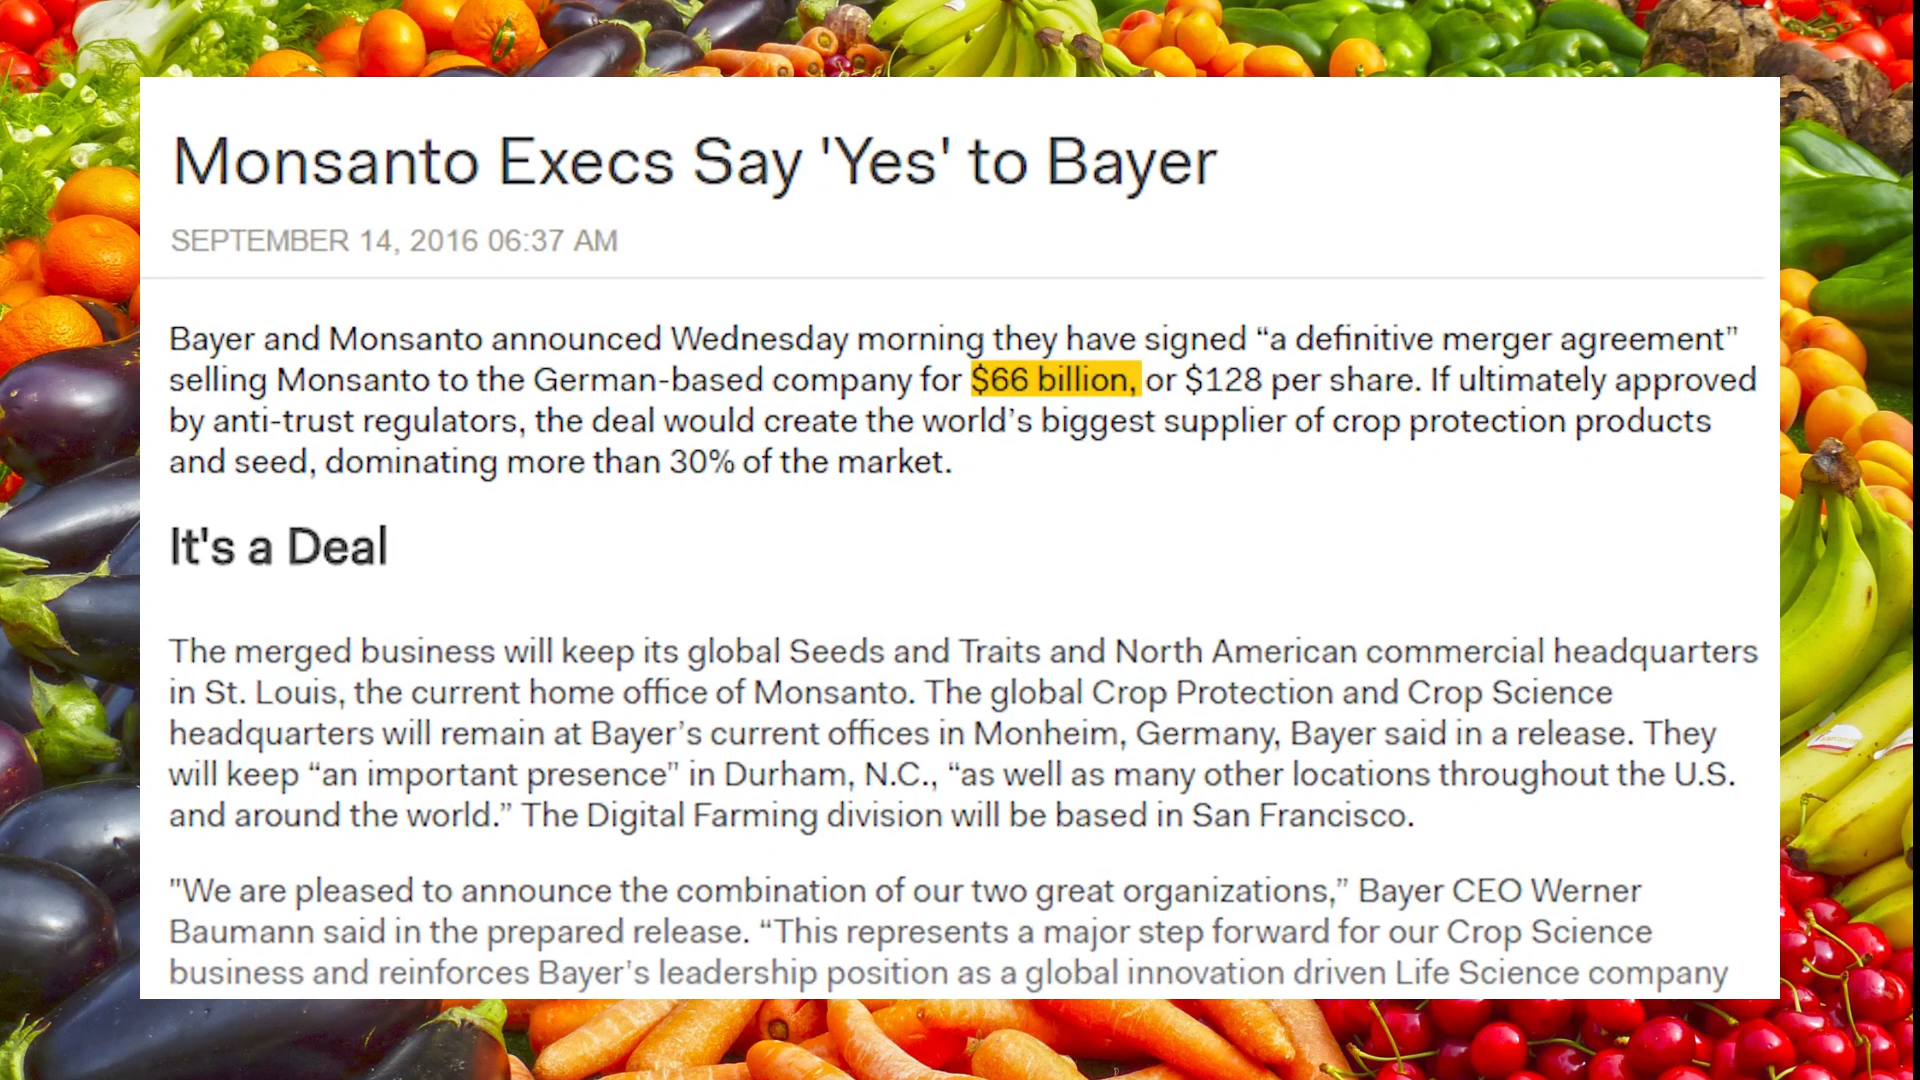 Monsanto Execs Say 'Yes' to Bayer
SEPTEMBER 14, 2016 06:37 AM
Bayer and Monsanto announced Wednesday morning they have signed “a definitive merger agreement”
selling Monsanto to the German-based company for $66 billion, or $128 per share. If ultimately approved
by anti-trust regulators, the deal would create the world’s biggest supplier of crop protection products
and seed, dominating more than 30% of the market.
It's a Deal
The merged business will keep its global Seeds and Traits and North American commercial headquarters
in St. Louis, the current home office of Monsanto. The global Crop Protection and Crop Science
headquarters will remain at Bayer’s current offices in Monheim, Germany, Bayer said in a release. They
will keep “an important presence” in Durham, N.C., “as well as many other locations throughout the U.S.
and around the world.” The Digital Farming division will be based in San Francisco.
"We are pleased to announce the combination of our two great organizations,” Bayer CEO Werner
Baumann said in the prepared release. “This represents a major step forward for our Crop Science
business and reinforces Bayer’s leadership position as a global innovation driven Life Science company